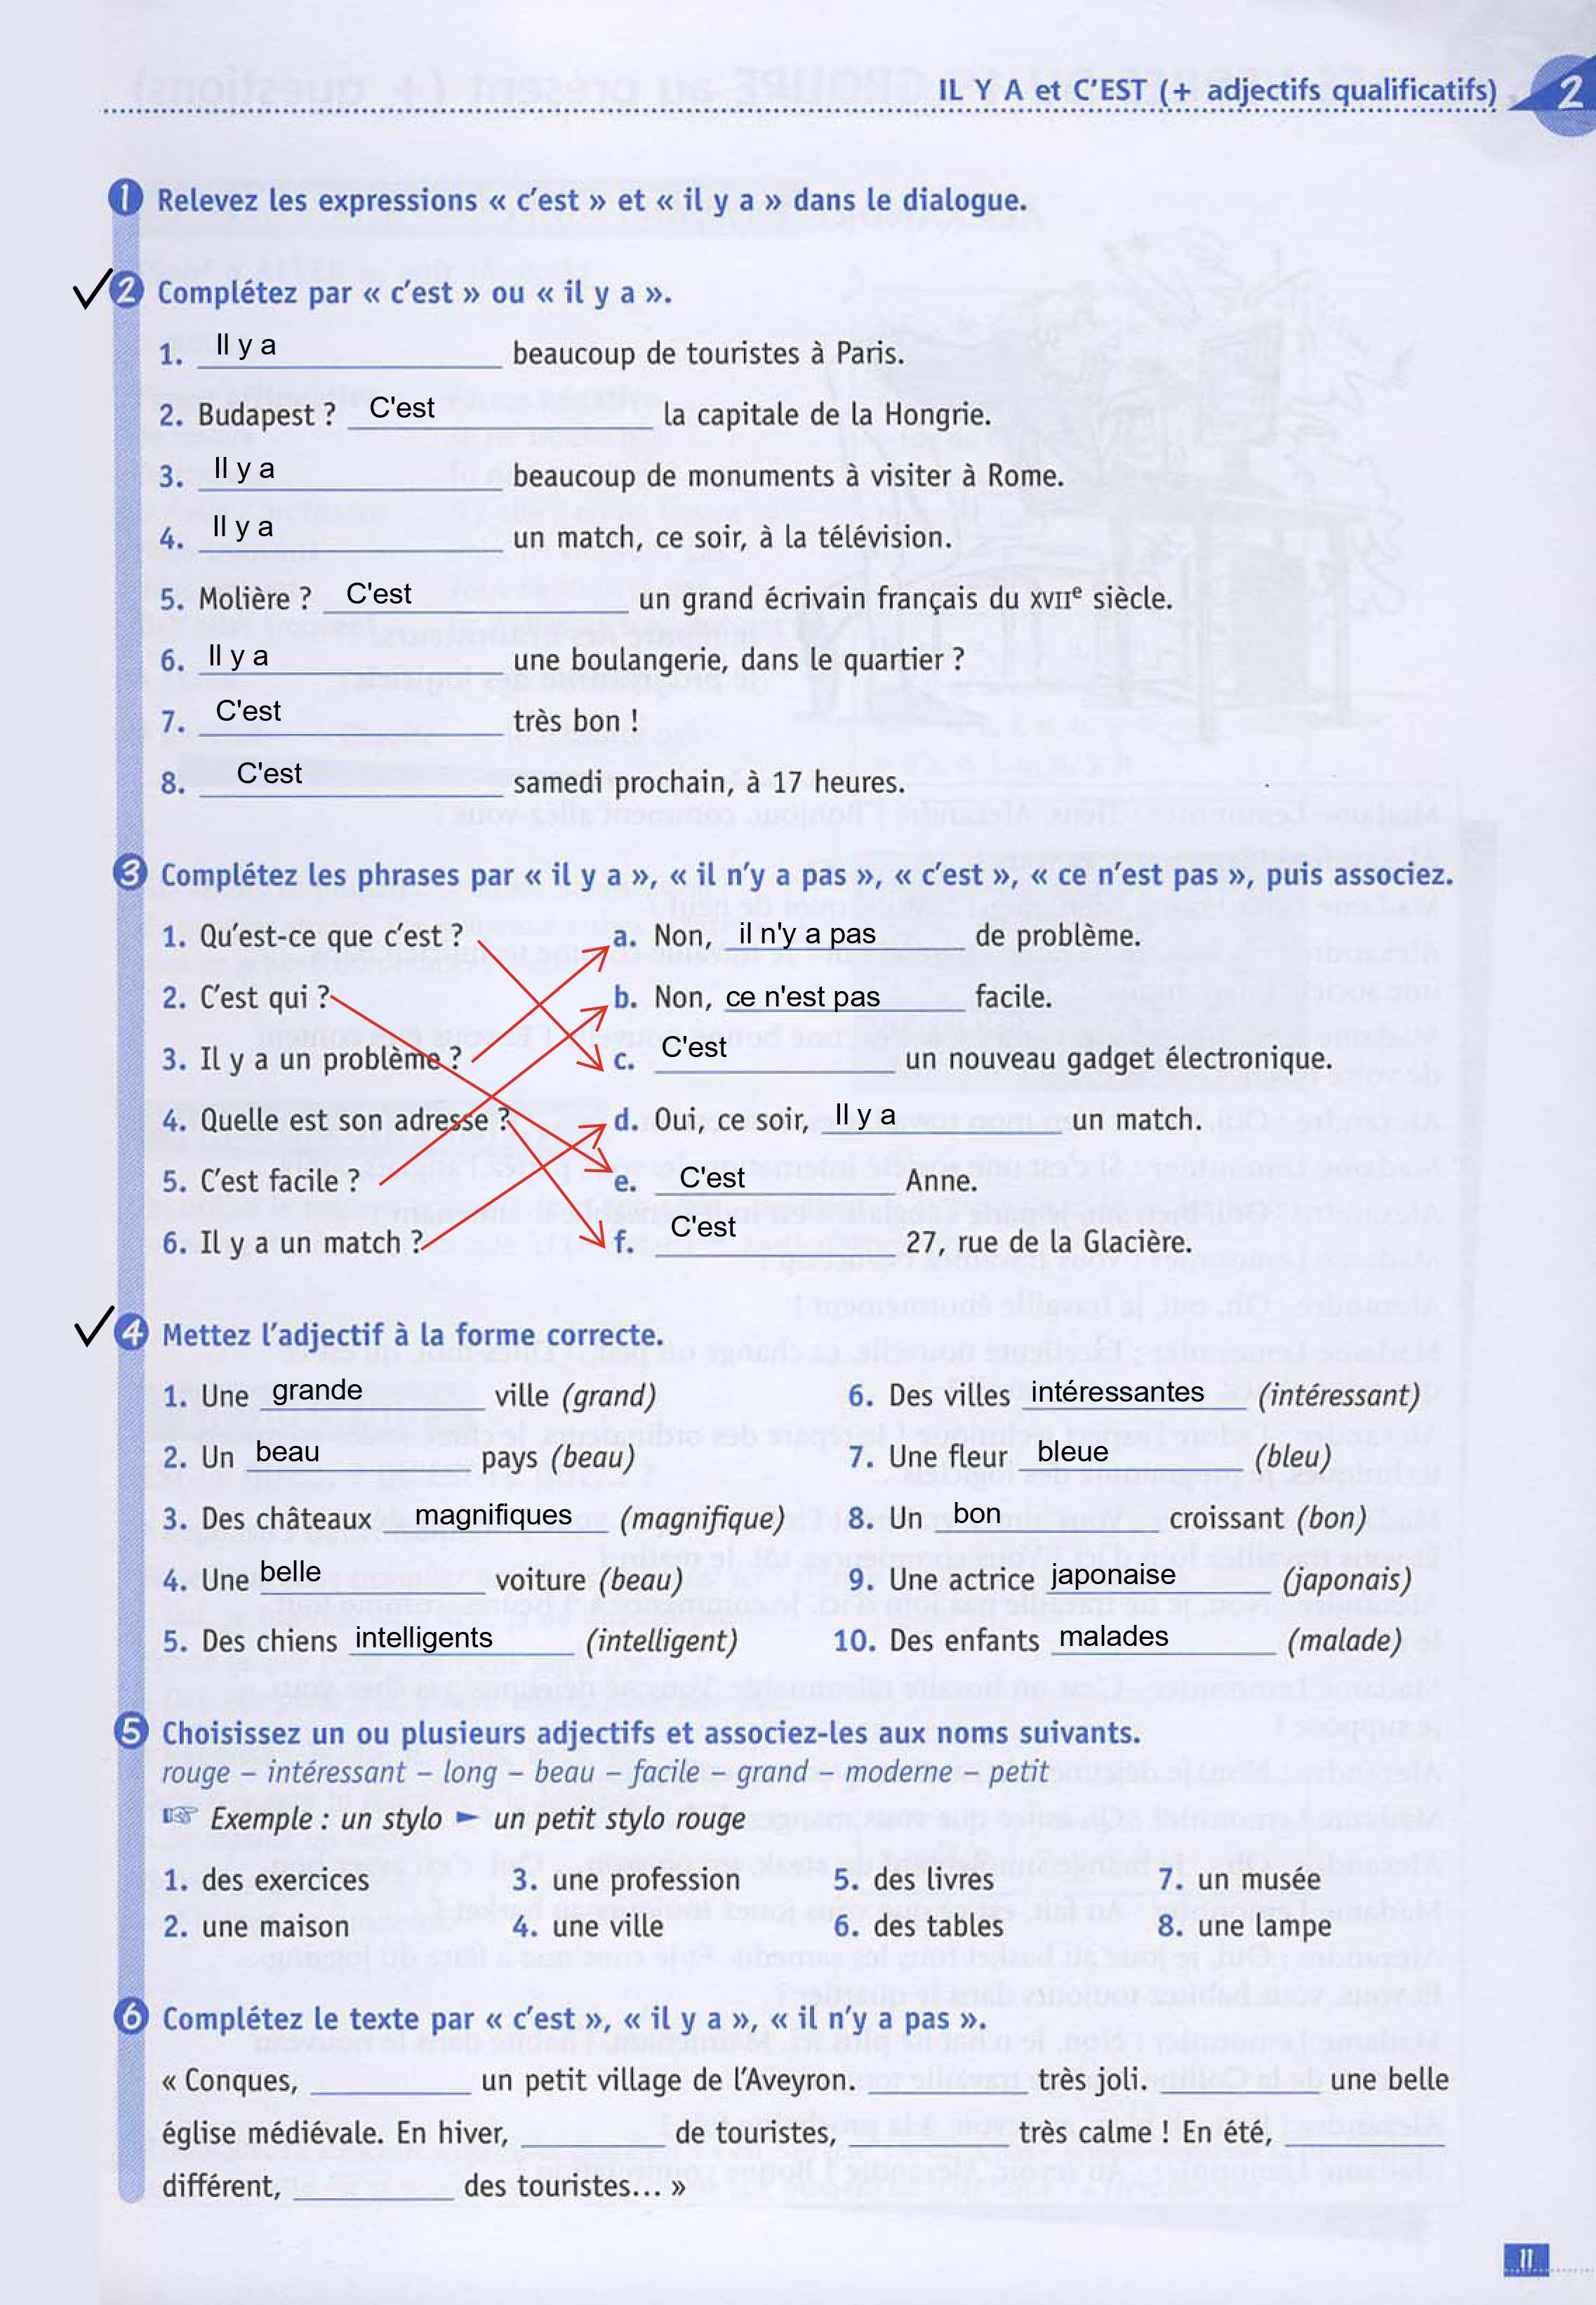 IL Y A et C'EST (+ adjectifs qualificatifs) 2
1 Relevez les expressions « c'est » et « il y a » dans le dialogue.
2 Complétez par « c'est » ou « il y a ».
1. Il y a beaucoup de touristes à Paris.
2. Budapest ? C'est la capitale de la Hongrie.
3. Il y a beaucoup de monuments à visiter à Rome.
4. Il y a un match, ce soir, à la télévision.
5. Molière ? C'est un grand écrivain français du XVIIe siècle.
6. Il y a une boulangerie, dans le quartier ?
7. C'est très bon !
8. C'est samedi prochain, à 17 heures.
3 Complétez les phrases par « il y a », « il n'y a pas », « c'est », « ce n'est pas », puis associez.
1. Qu'est-ce que c'est ? a. Non, il n'y a pas de problème.
2. C'est qui ? b. Non, ce n'est pas facile.
3. Il y a un problème ? c. C'est un nouveau gadget électronique.
4. Quelle est son adresse ? d. Oui, ce soir, Il y a un match.
5. C'est facile ? e. C'est Anne.
6. Il y a un match ? f. C'est 27, rue de la Glacière.
4 Mettez l'adjectif à la forme correcte.
1. Une grande ville (grand) 6. Des villes intéressantes (intéressant)
2. Un beau pays (beau) 7. Une fleur bleue (bleu)
3. Des châteaux magnifiques (magnifique) 8. Un bon croissant (bon)
4. Une belle voiture (beau) 9. Une actrice japonaise (japonais)
5. Des chiens intelligents (intelligent) 10. Des enfants malades (malade)
5 Choisissez un ou plusieurs adjectifs et associez-les aux noms suivants.
rouge – intéressant – long – beau – facile – grand – moderne – petit
☞ Exemple : un stylo ► un petit stylo rouge
1. des exercices 3. une profession 5. des livres 7. un musée
2. une maison 4. une ville 6. des tables 8. une lampe
6 Complétez le texte par « c'est », « il y a », « il n'y a pas ».
« Conques, ________ un petit village de l'Aveyron. ________ très joli. ________ une belle
église médiévale. En hiver, ________ de touristes, ________ très calme ! En été, ________
différent, ________ des touristes... »
11